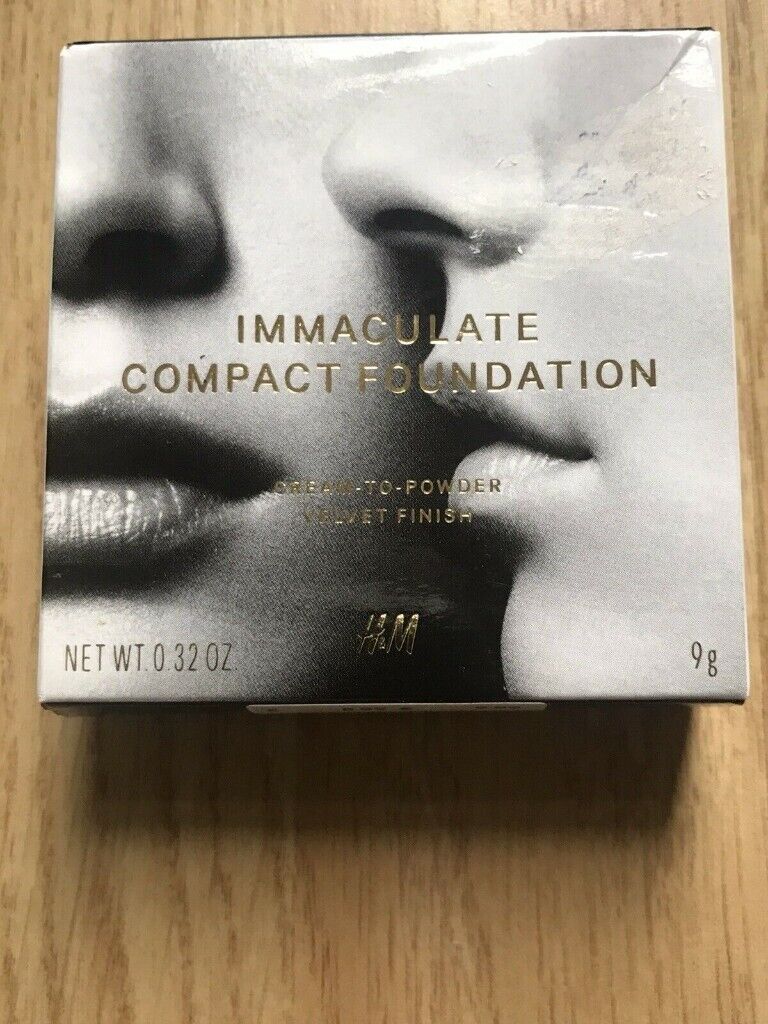 IMMACULATE
COMPACT FOUNDATION
CREAM-TO-POWDER
VELVET FINISH
H&M
NET WT. 0.32 OZ.
9g